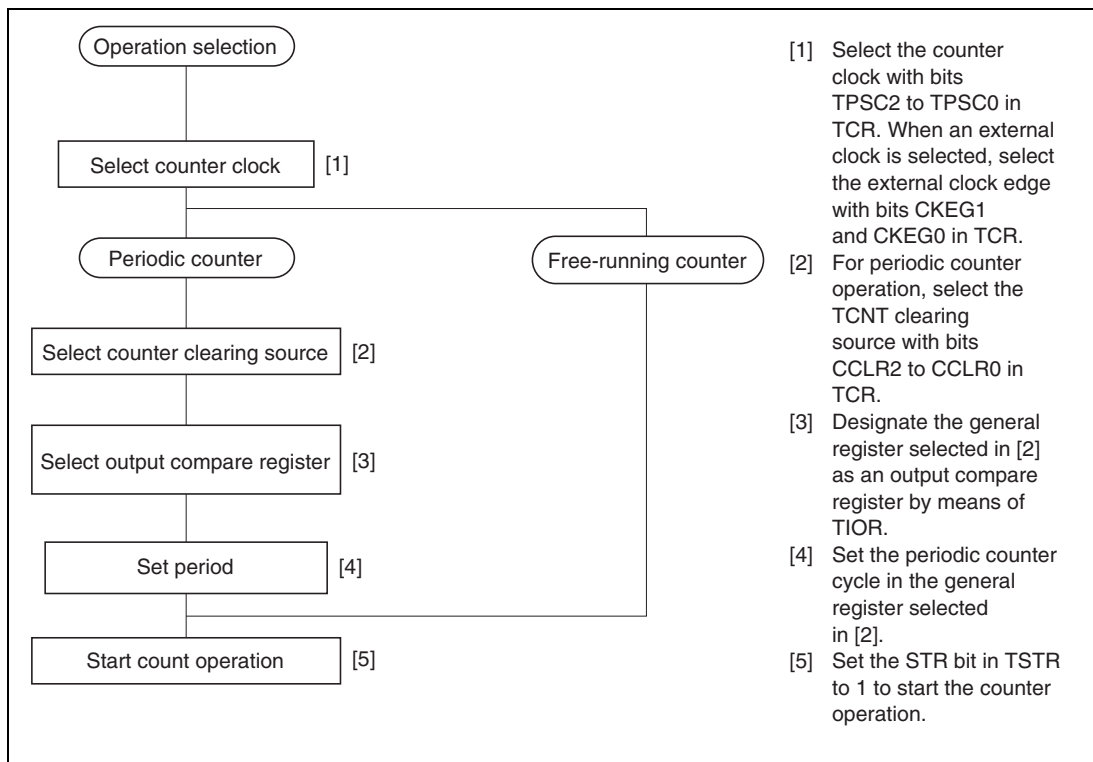 Operation selection
Select counter clock [1]
Periodic counter
Free-running counter
Select counter clearing source [2]
Select output compare register [3]
Set period [4]
Start count operation [5]
[1] Select the counter
clock with bits
TPSC2 to TPSC0 in
TCR. When an external
clock is selected, select
the external clock edge
with bits CKEG1
and CKEG0 in TCR.
[2] For periodic counter
operation, select the
TCNT clearing
source with bits
CCLR2 to CCLR0 in
TCR.
[3] Designate the general
register selected in [2]
as an output compare
register by means of
TIOR.
[4] Set the periodic counter
cycle in the general
register selected
in [2].
[5] Set the STR bit in TSTR
to 1 to start the counter
operation.